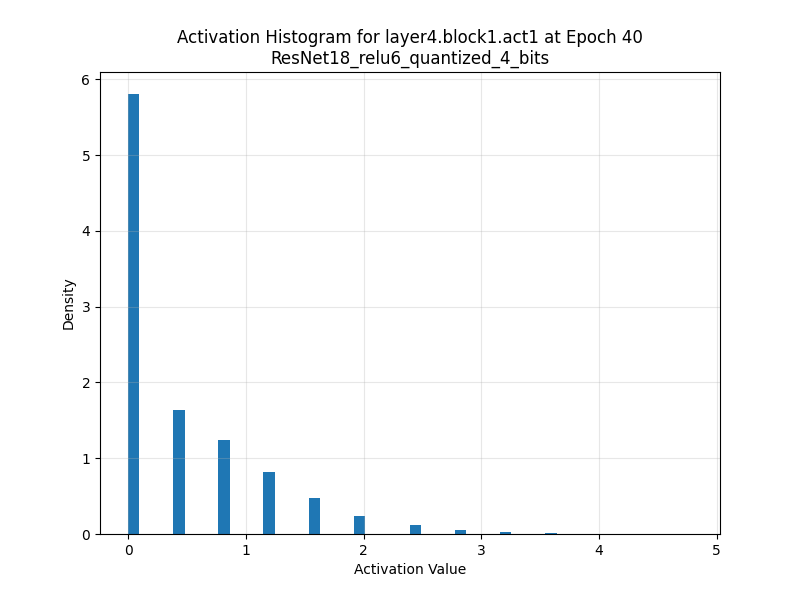 Activation Histogram for layer4.block1.act1 at Epoch 40
ResNet18_relu6_quantized_4_bits
6
5
4
3
2
1
0
Density
0 1 2 3 4 5
Activation Value